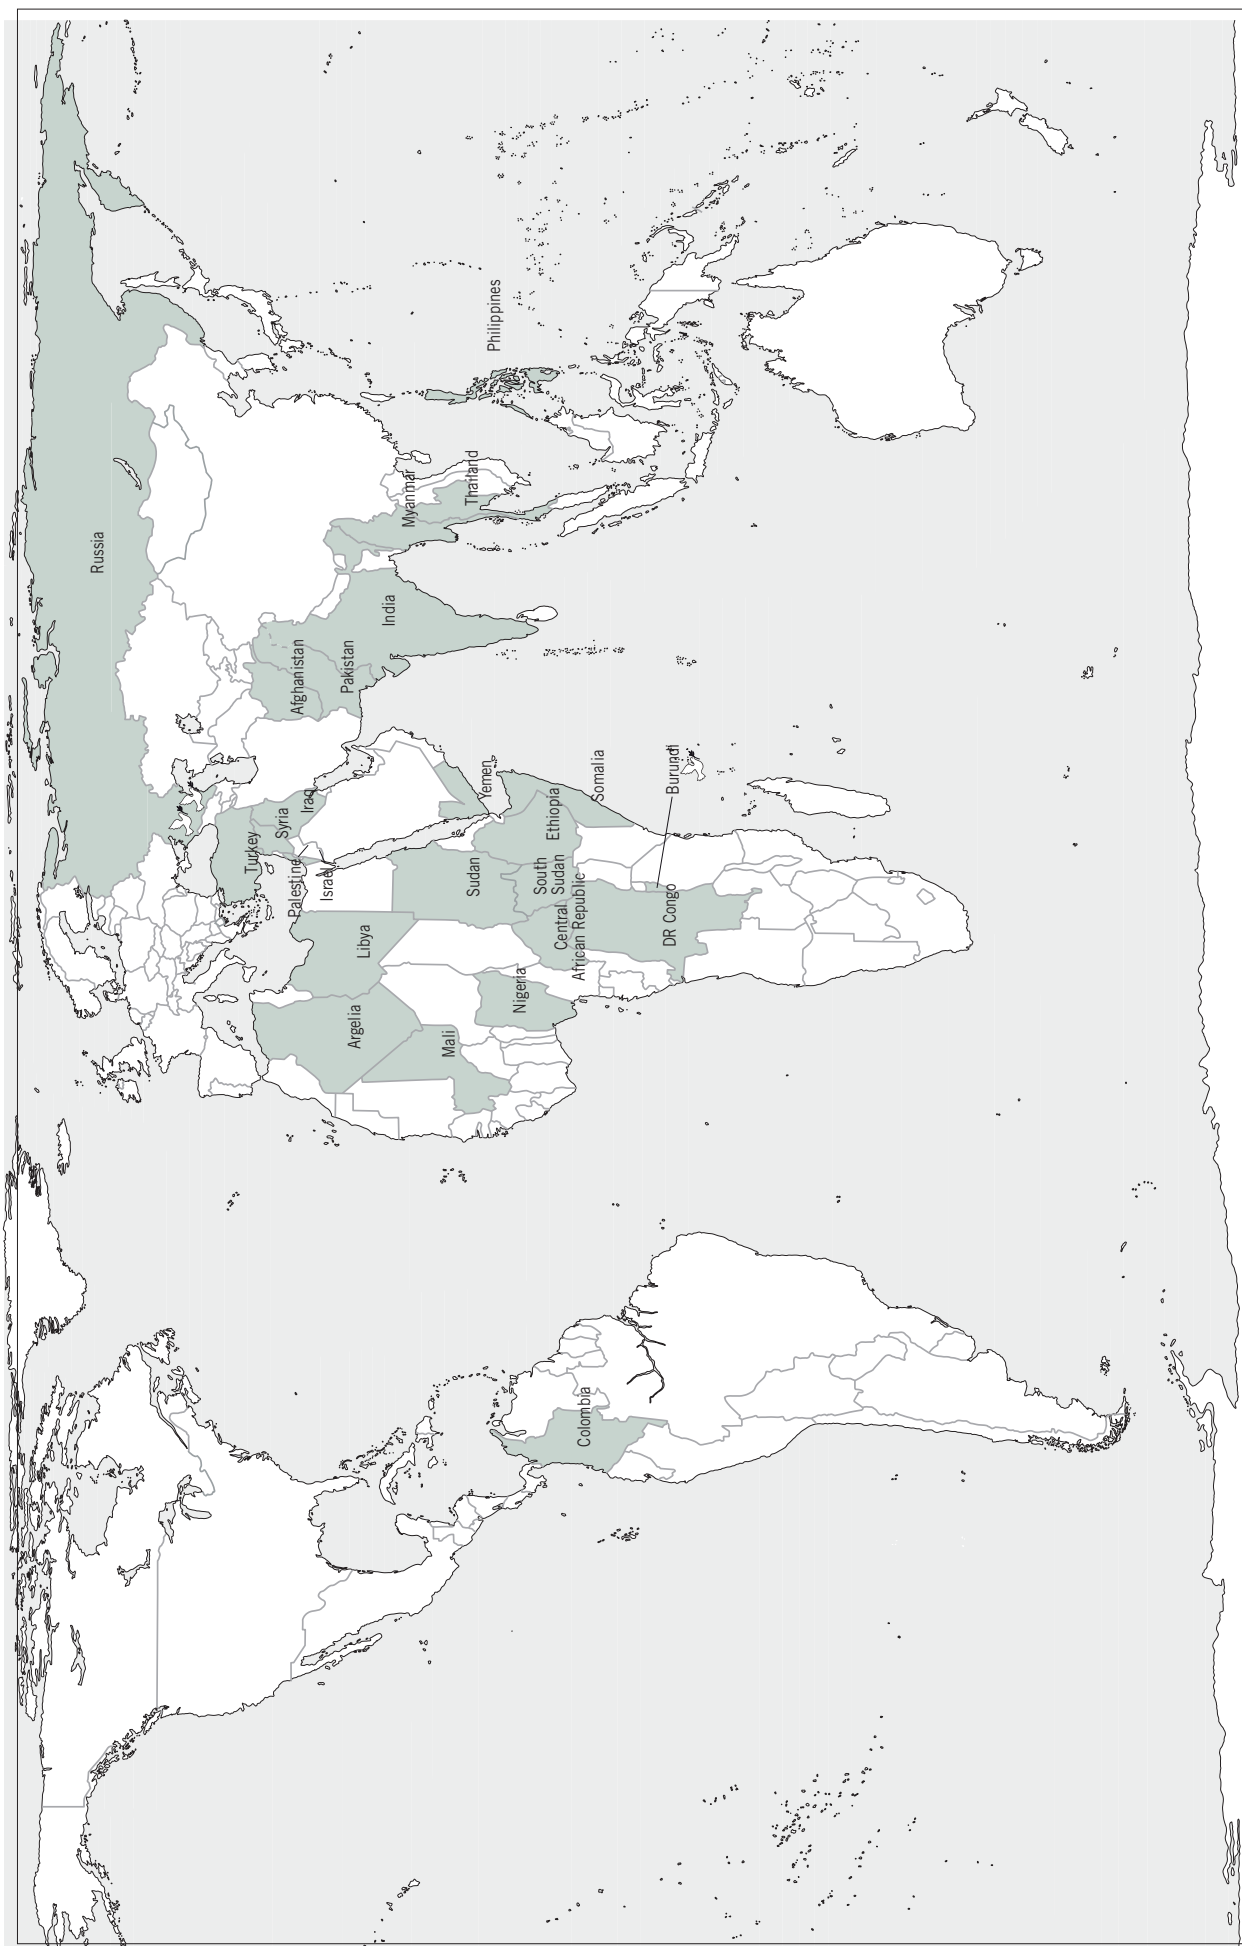 Russia
Turkey
Syria
Iraq
Palestine
Israel
Afghanistan
Pakistan
India
Myanmar
Thailand
Philippines
Argelia
Libya
Mali
Nigeria
Sudan
Yemen
South
Sudan
Ethiopia
Central
African Republic
Somalia
DR Congo
Burundi
Colombia